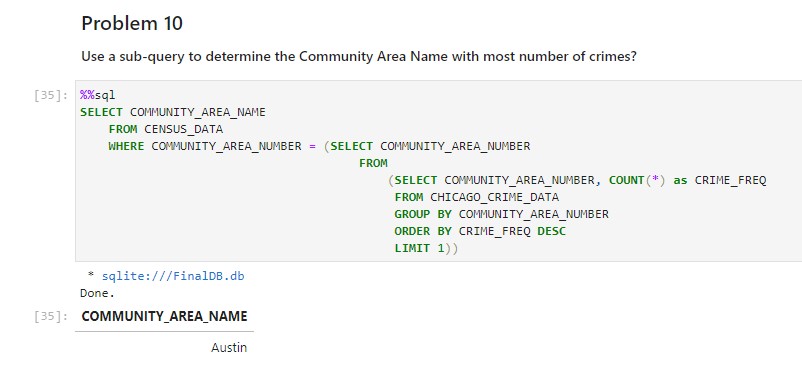 Problem 10
Use a sub-query to determine the Community Area Name with most number of crimes?
[35]: %%sql
SELECT COMMUNITY_AREA_NAME
FROM CENSUS_DATA
WHERE COMMUNITY_AREA_NUMBER = (SELECT COMMUNITY_AREA_NUMBER
FROM
(SELECT COMMUNITY_AREA_NUMBER, COUNT(*) as CRIME_FREQ
FROM CHICAGO_CRIME_DATA
GROUP BY COMMUNITY_AREA_NUMBER
ORDER BY CRIME_FREQ DESC
LIMIT 1))
* sqlite:///FinalDB.db
Done.
[35]: COMMUNITY_AREA_NAME
Austin